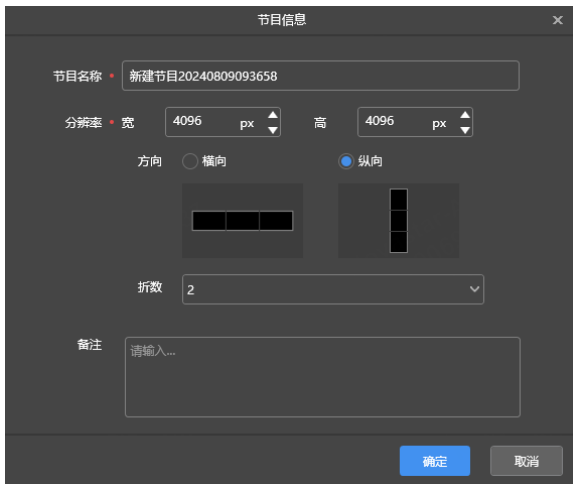 节目信息
节目名称 • 新建节目20240809093658
分辨率 • 宽 4096 px 高 4096 px
方向 横向 纵向
折数 2
备注 请输入...
确定 取消